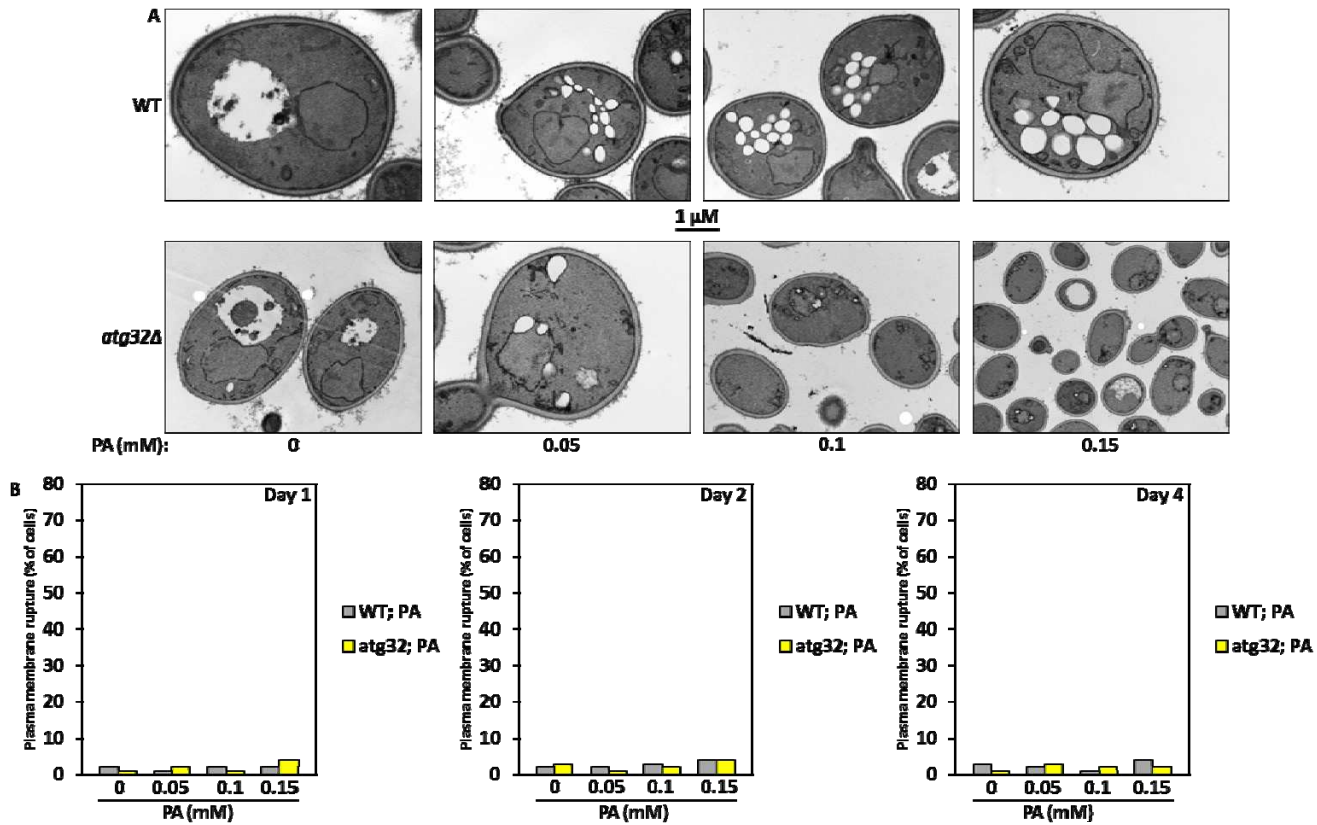 A
WT
1 µM
atg32Δ
PA (mM): 0 0.05 0.1 0.15
B
Plasma membrane rupture (% of cells)
80
70
60
50
40
30
20
10
0
Day 1
WT; PA
atg32; PA
0 0.05 0.1 0.15
PA (mM)
Plasma membrane rupture (% of cells)
80
70
60
50
40
30
20
10
0
Day 2
WT; PA
atg32; PA
0 0.05 0.1 0.15
PA (mM)
Plasma membrane rupture (% of cells)
80
70
60
50
40
30
20
10
0
Day 4
WT; PA
atg32; PA
0 0.05 0.1 0.15
PA (mM)